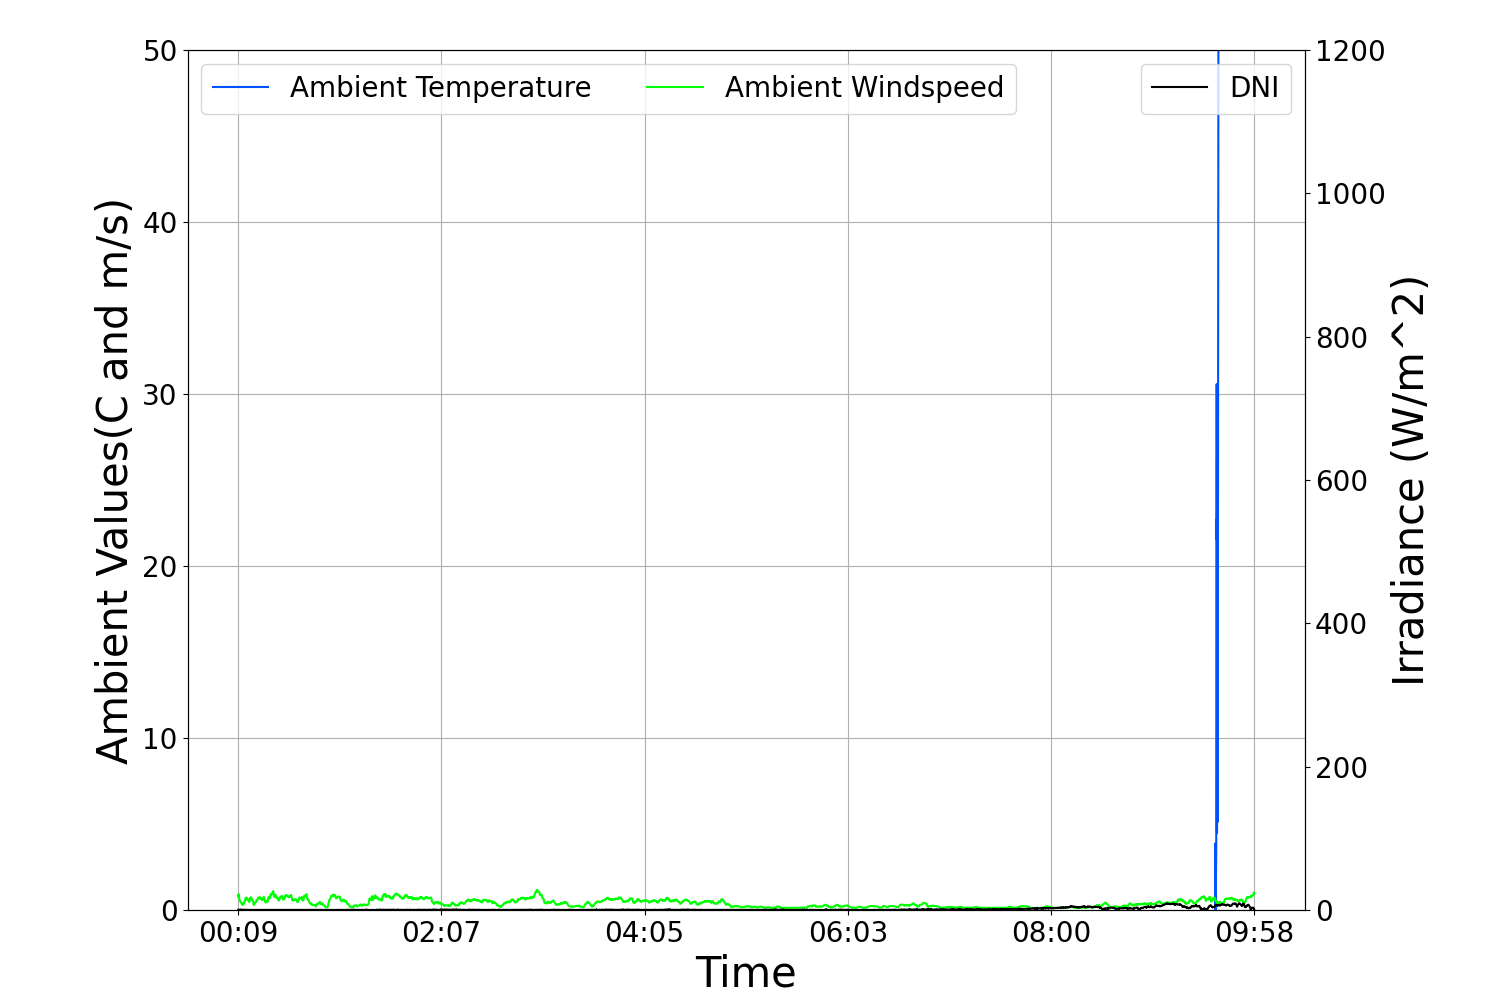 Ambient Temperature
Ambient Windspeed
DNI
Ambient Values(C and m/s)
50
40
30
20
10
0
1200
1000
800
600
400
200
0
Irradiance (W/m^2)
00:09 02:07 04:05 06:03 08:00 09:58
Time